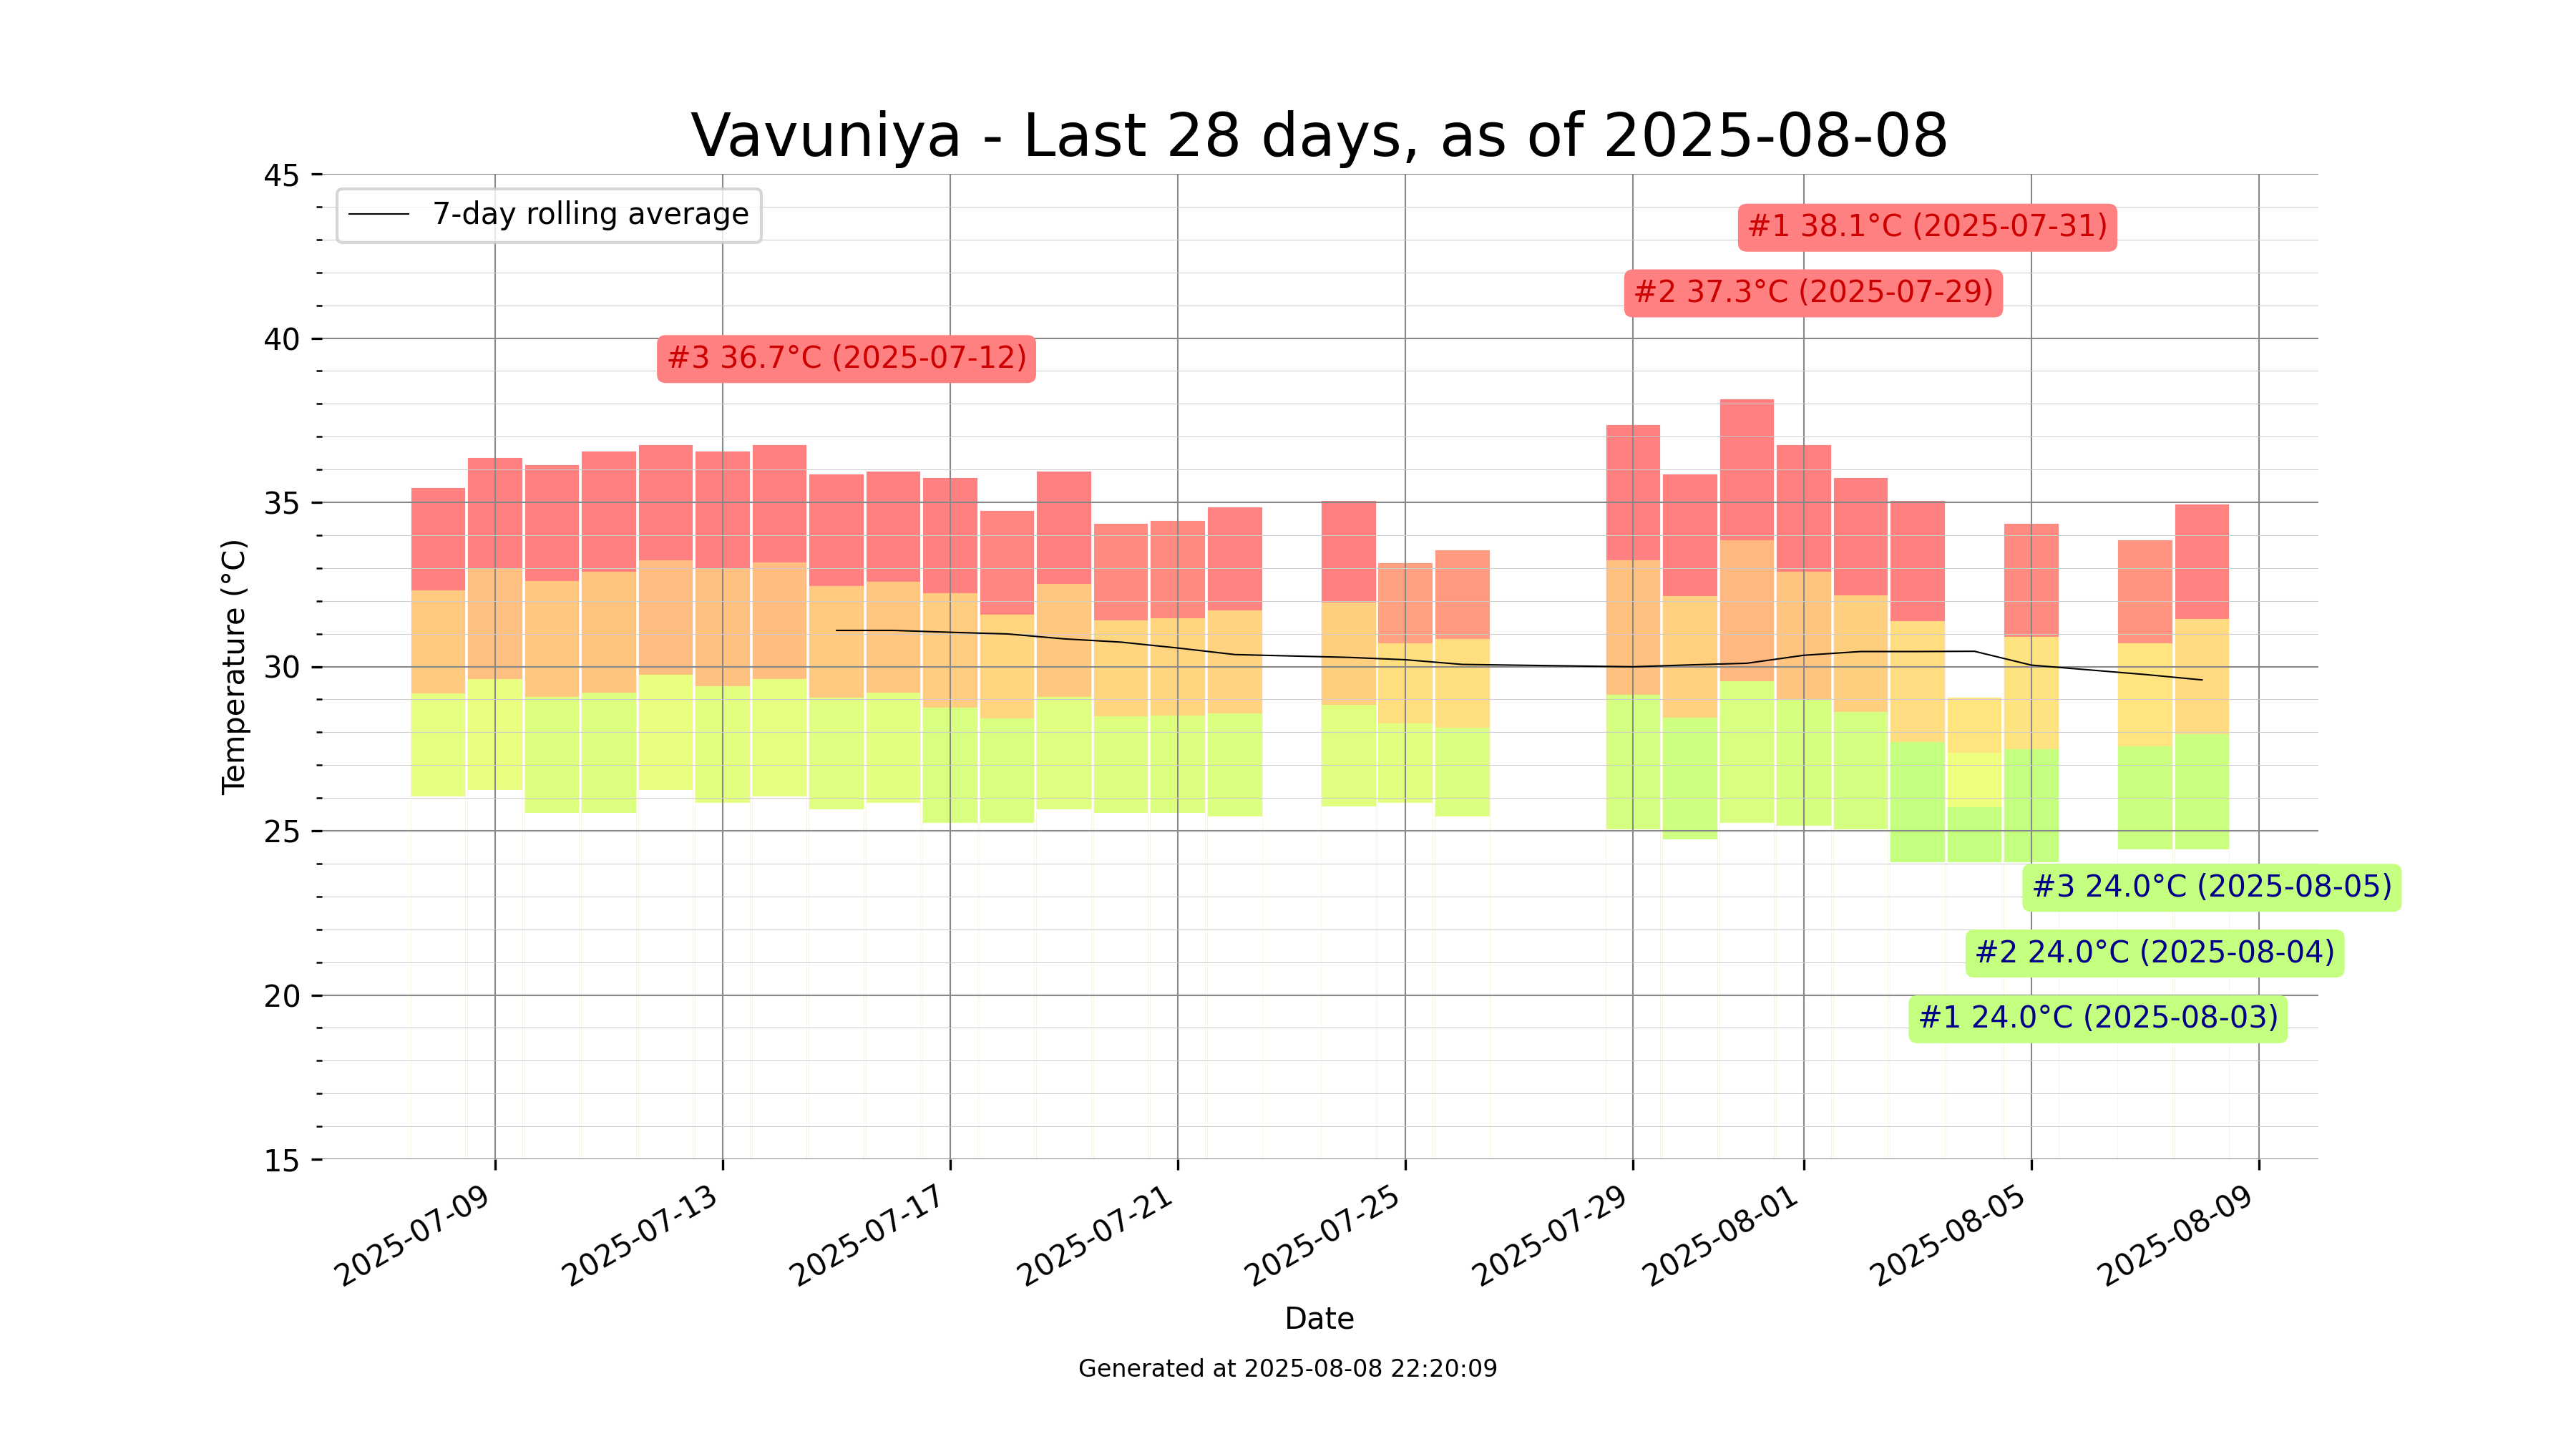 Vavuniya - Last 28 days, as of 2025-08-08
45
7-day rolling average
#1 38.1°C (2025-07-31)
#2 37.3°C (2025-07-29)
40
#3 36.7°C (2025-07-12)
35
Temperature (°C)
30
25
#3 24.0°C (2025-08-05)
#2 24.0°C (2025-08-04)
20
#1 24.0°C (2025-08-03)
15
2025-07-09
2025-07-13
2025-07-17
2025-07-21
2025-07-25
2025-07-29
2025-08-01
2025-08-05
2025-08-09
Date
Generated at 2025-08-08 22:20:09